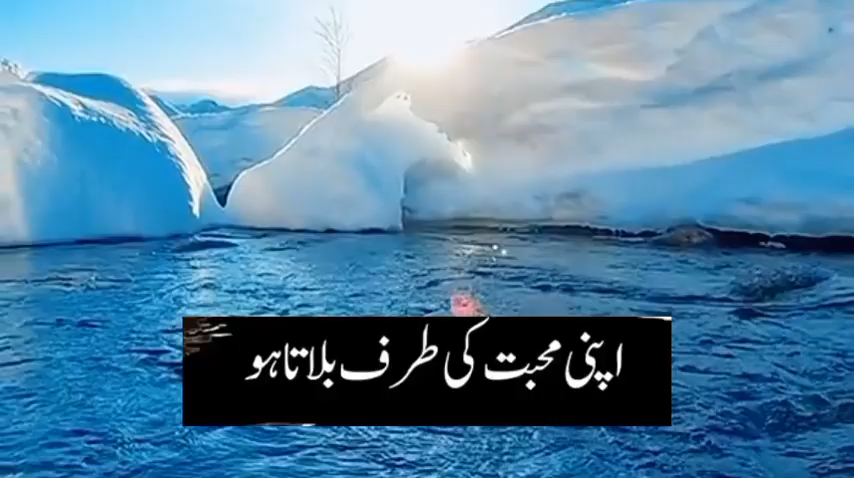 اپنی محبت کی طرف بلاتا ہو